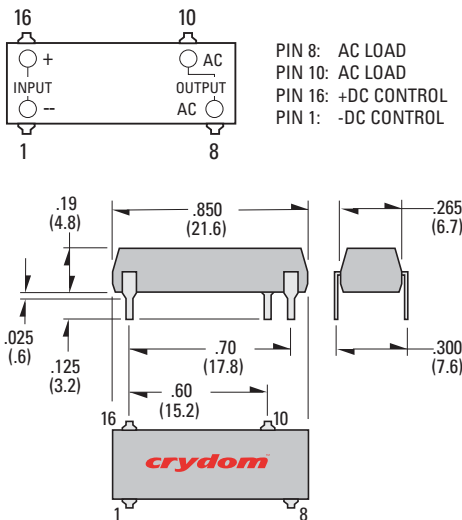 16 10
+ AC
INPUT OUTPUT
-- AC
1 8
PIN 8: AC LOAD
PIN 10: AC LOAD
PIN 16: +DC CONTROL
PIN 1: -DC CONTROL
.19
(4.8)
.850
(21.6)
.265
(6.7)
.025
(.6)
.125
(3.2)
.70
(17.8)
.60
(15.2)
.300
(7.6)
16 10
crydom
1 8